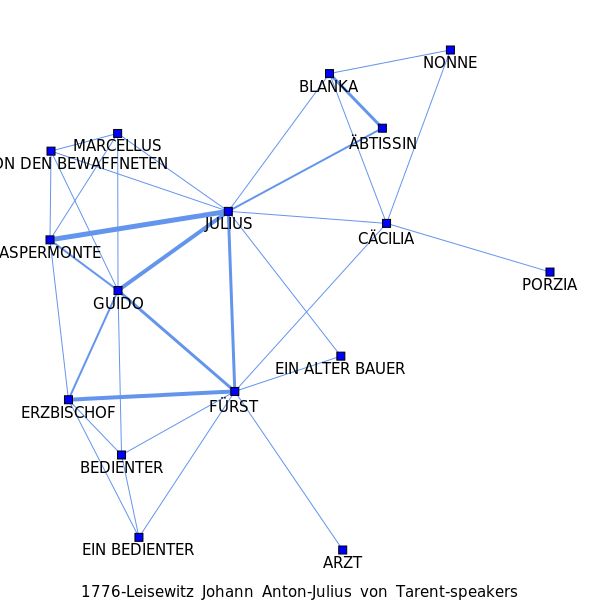 NONNE
BLANKA
ÄBTISSIN
MARCELLUS
ON DEN BEWAFFNETEN
JULIUS
CÄCILIA
ASPERMONTE
PORZIA
GUIDO
EIN ALTER BAUER
FÜRST
ERZBISCHOF
BEDIENTER
EIN BEDIENTER
ARZT
1776-Leisewitz Johann Anton-Julius von Tarent-speakers